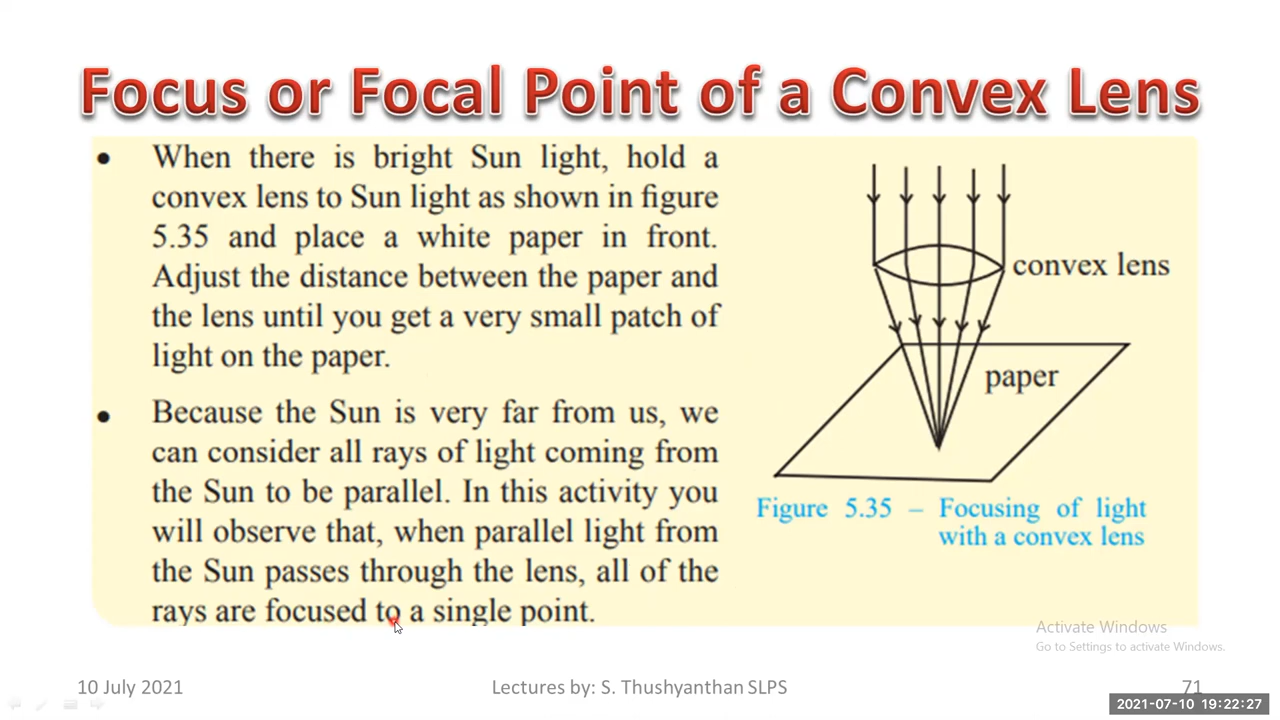 Focus or Focal Point of a Convex Lens
• When there is bright Sun light, hold a
convex lens to Sun light as shown in figure
5.35 and place a white paper in front.
Adjust the distance between the paper and
the lens until you get a very small patch of
light on the paper.
• Because the Sun is very far from us, we
can consider all rays of light coming from
the Sun to be parallel. In this activity you
will observe that, when parallel light from
the Sun passes through the lens, all of the
rays are focused to a single point.
convex lens
paper
Figure 5.35 – Focusing of light
with a convex lens
Activate Windows
Go to Settings to activate Windows.
10 July 2021
Lectures by: S. Thushyanthan SLPS
71
2021-07-10 19:22:27